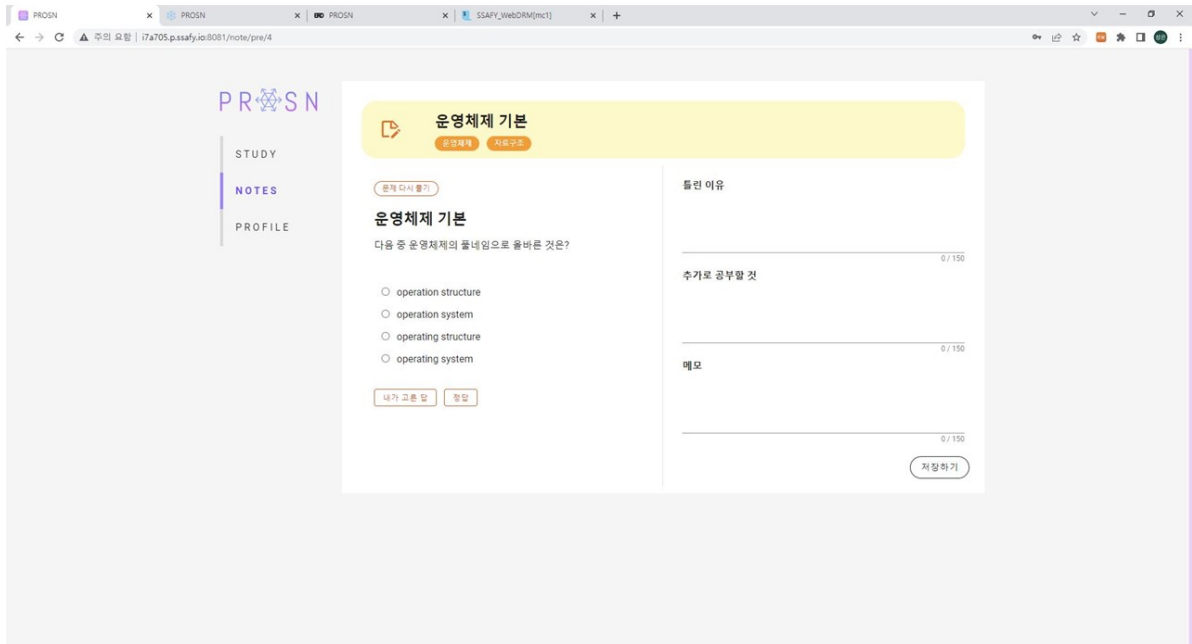 PROSN
PROSN
PROSN
SSAFY_WebDRM[mc1]
주의 요함 | i7a705.p.ssafy.io:8081/note/pre/4
PROSN
STUDY
NOTES
PROFILE
운영체제 기본
운영체제 자료구조
문제 다시 풀기
운영체제 기본
다음 중 운영체제의 풀네임으로 올바른 것은?
operation structure
operation system
operating structure
operating system
내가 고른 답 정답
틀린 이유
0 / 150
추가로 공부할 것
0 / 150
메모
0 / 150
저장하기